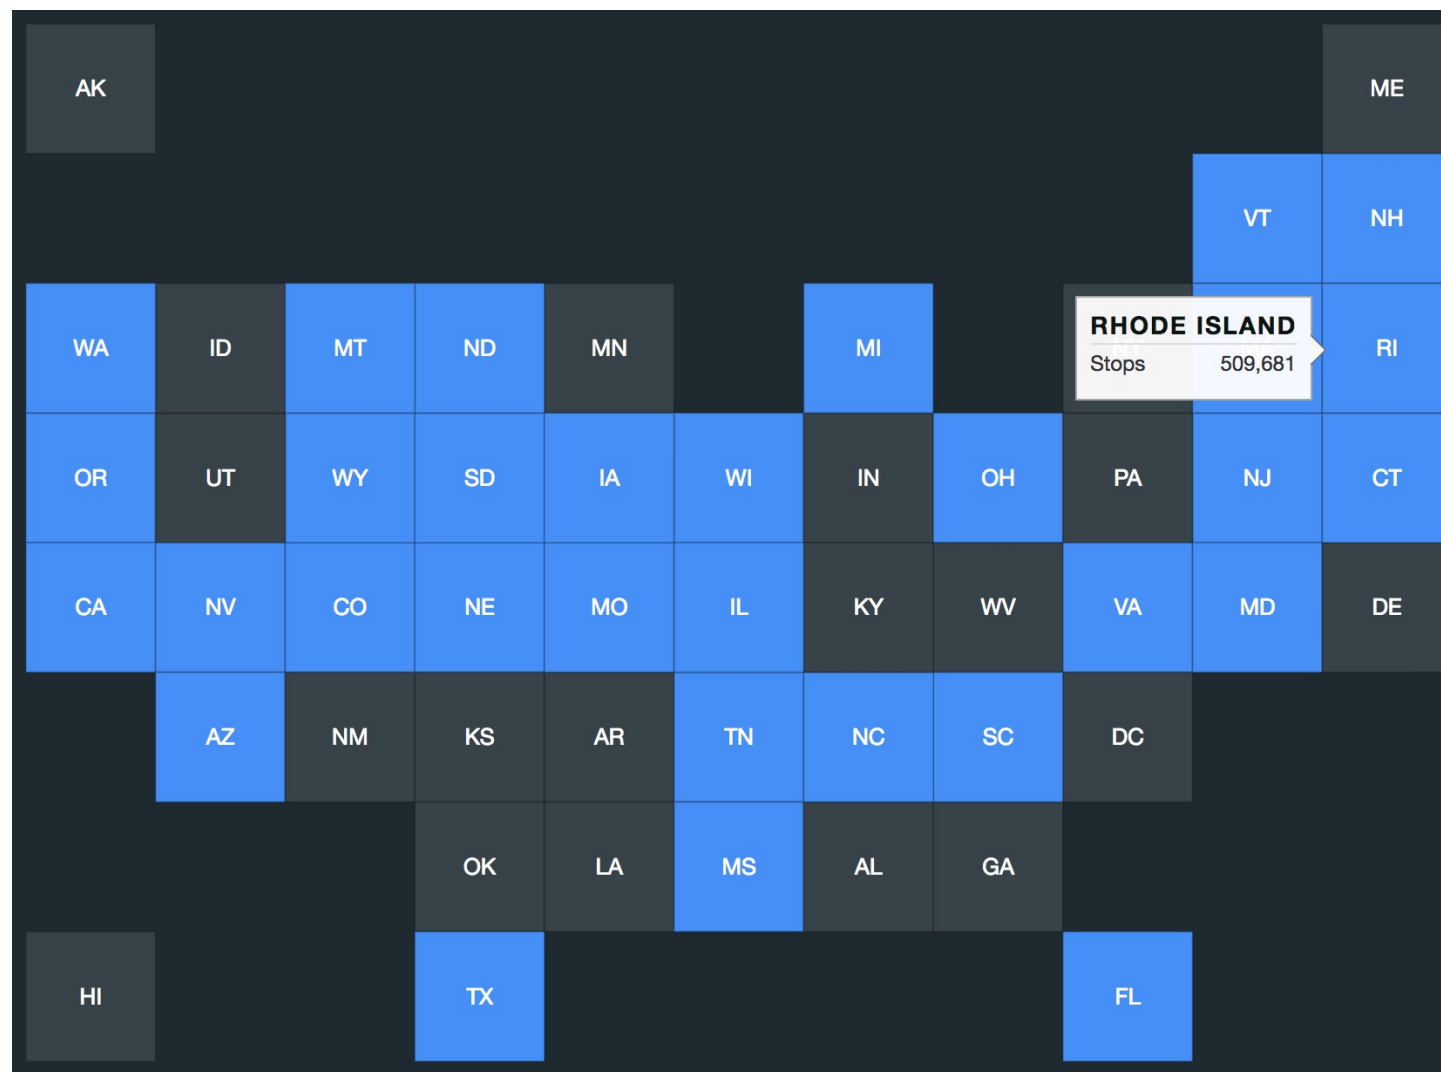 AK ME
VT NH
WA ID MT ND MN MI NY MA RI
RHODE ISLAND
Stops 509,681
OR UT WY SD IA WI IN OH PA NJ CT
CA NV CO NE MO IL KY WV VA MD DE
AZ NM KS AR TN NC SC DC
OK LA MS AL GA
HI TX FL